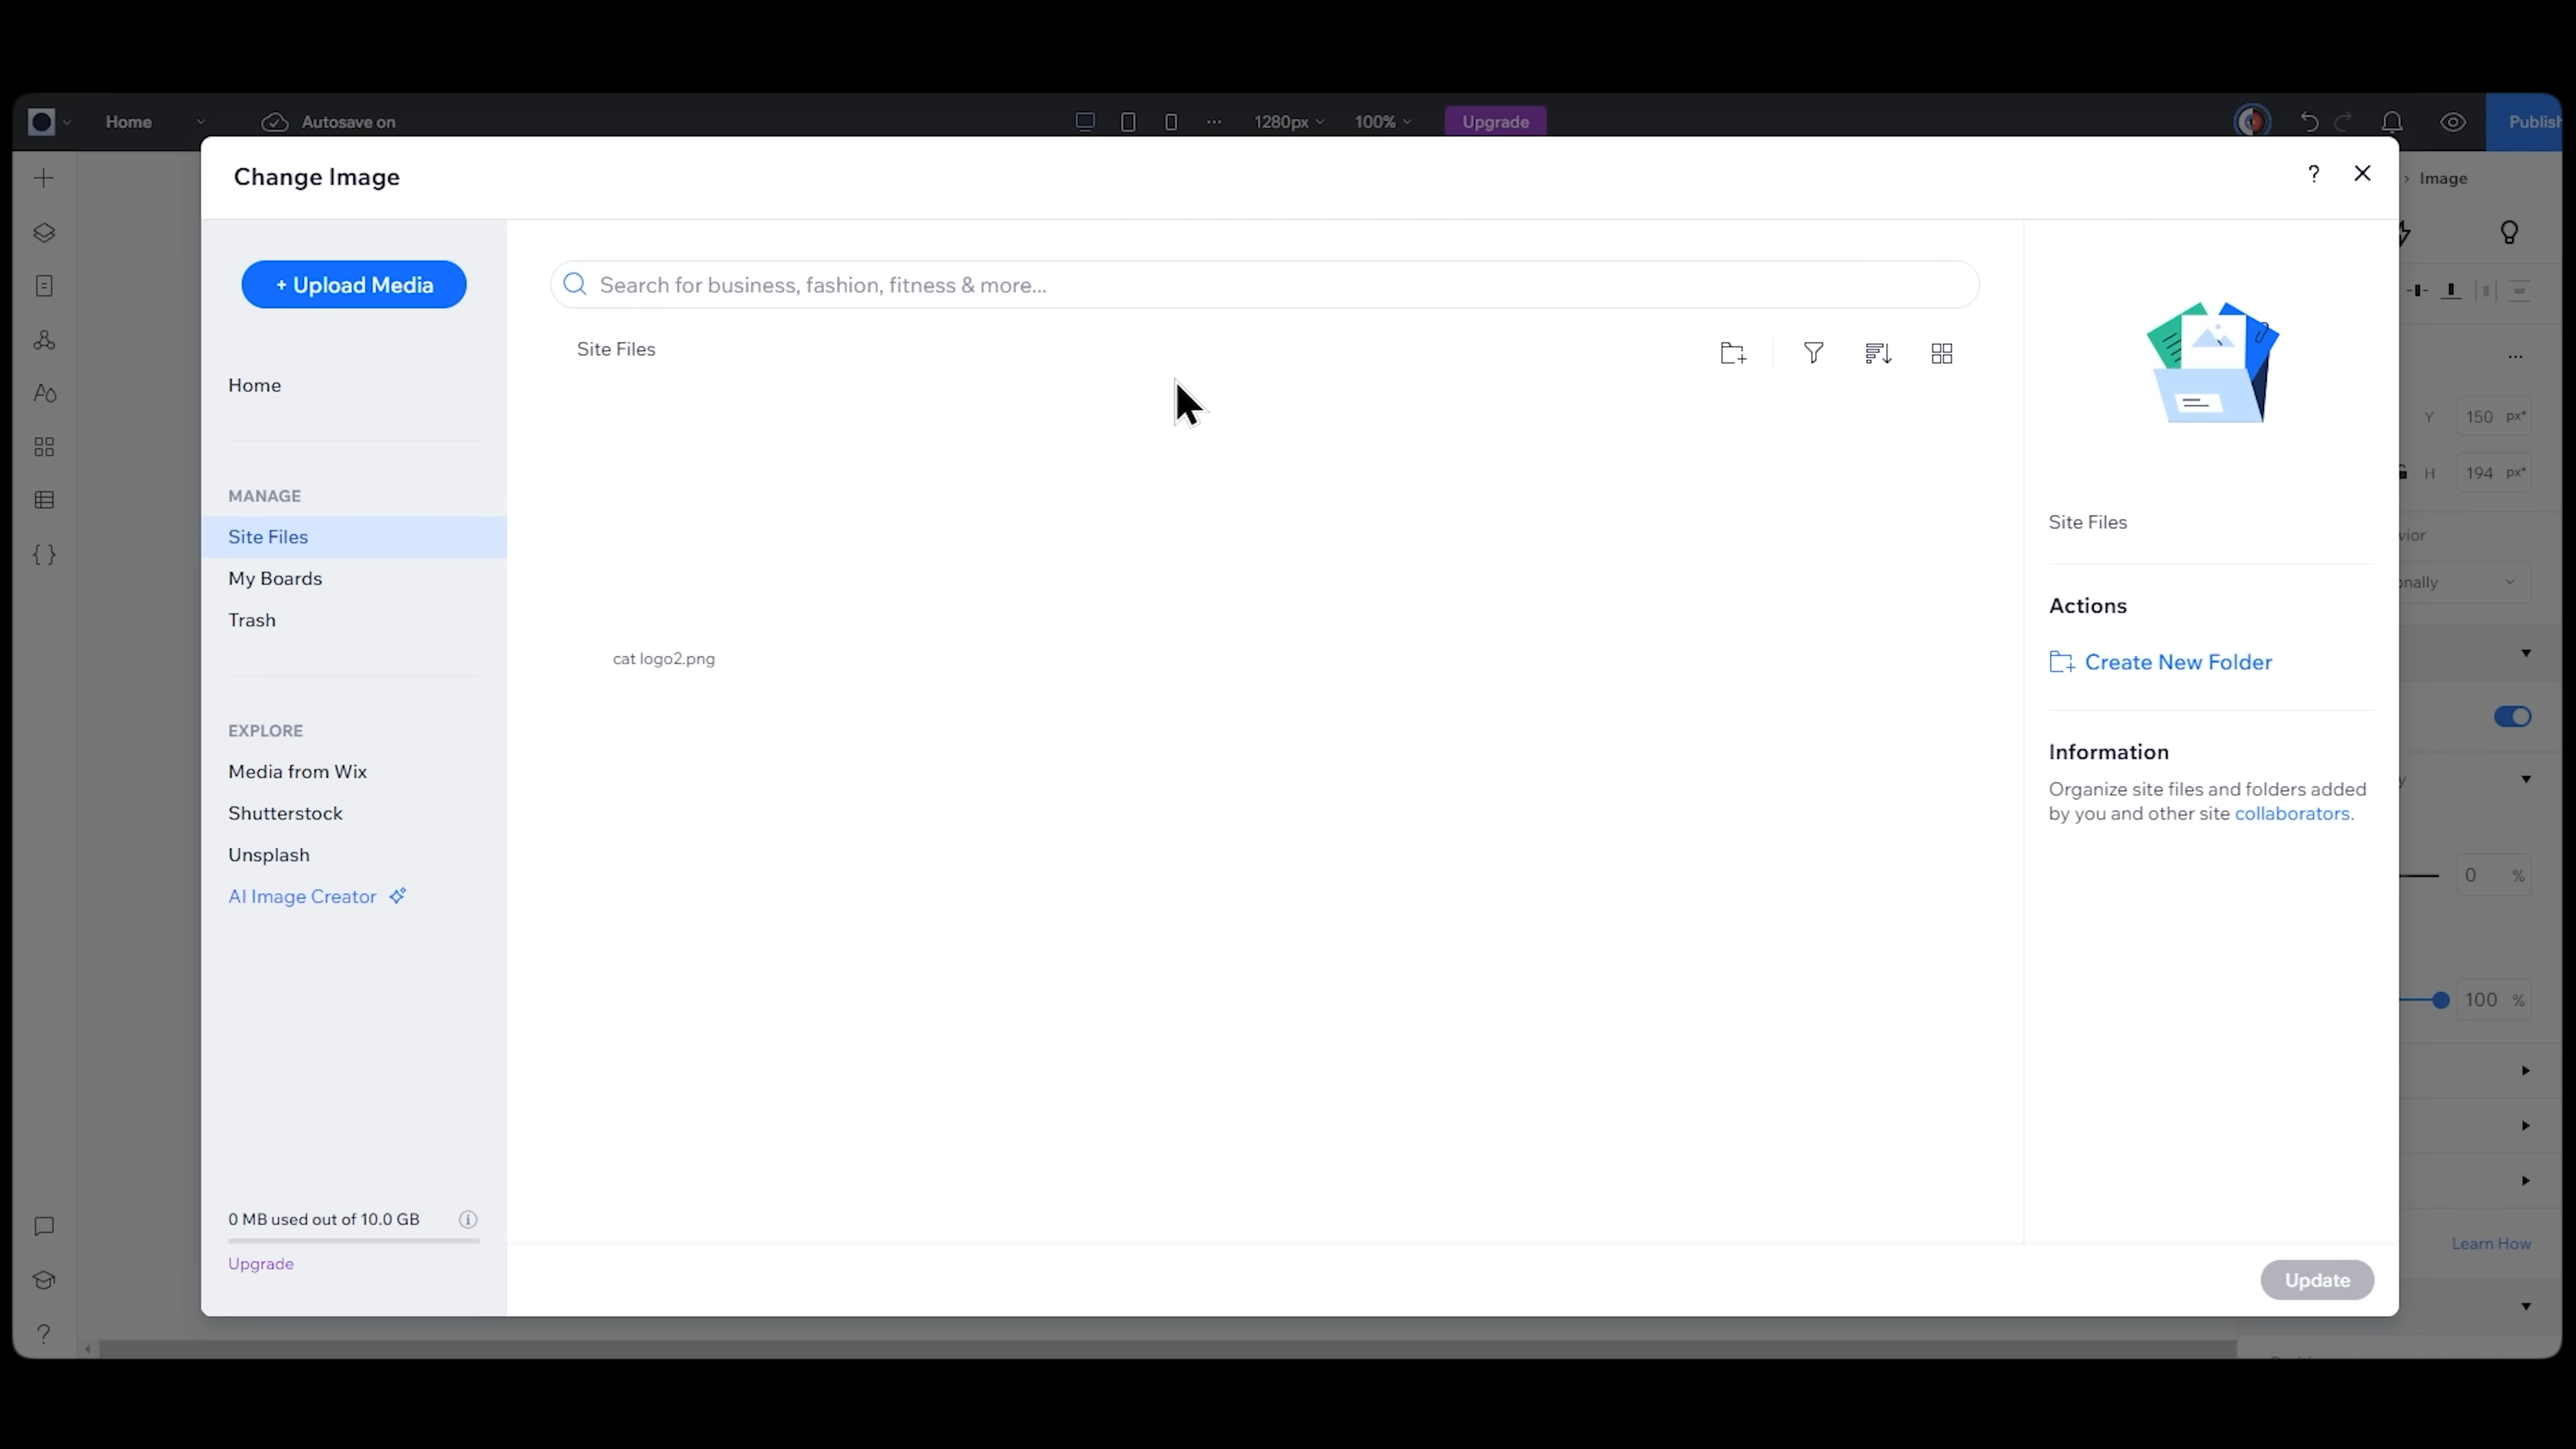 Home
Autosave on
1280px
100%
Upgrade
Publish
Change Image
?
Image
+ Upload Media
Search for business, fashion, fitness & more...
Site Files
Home
MANAGE
Site Files
My Boards
Trash
cat logo2.png
EXPLORE
Media from Wix
Shutterstock
Unsplash
AI Image Creator
0 MB used out of 10.0 GB
Upgrade
Site Files
Actions
Create New Folder
Information
Organize site files and folders added
by you and other site collaborators.
Update
Y 150 px*
H 194 px*
vior
onally
0 %
100 %
Learn How
?